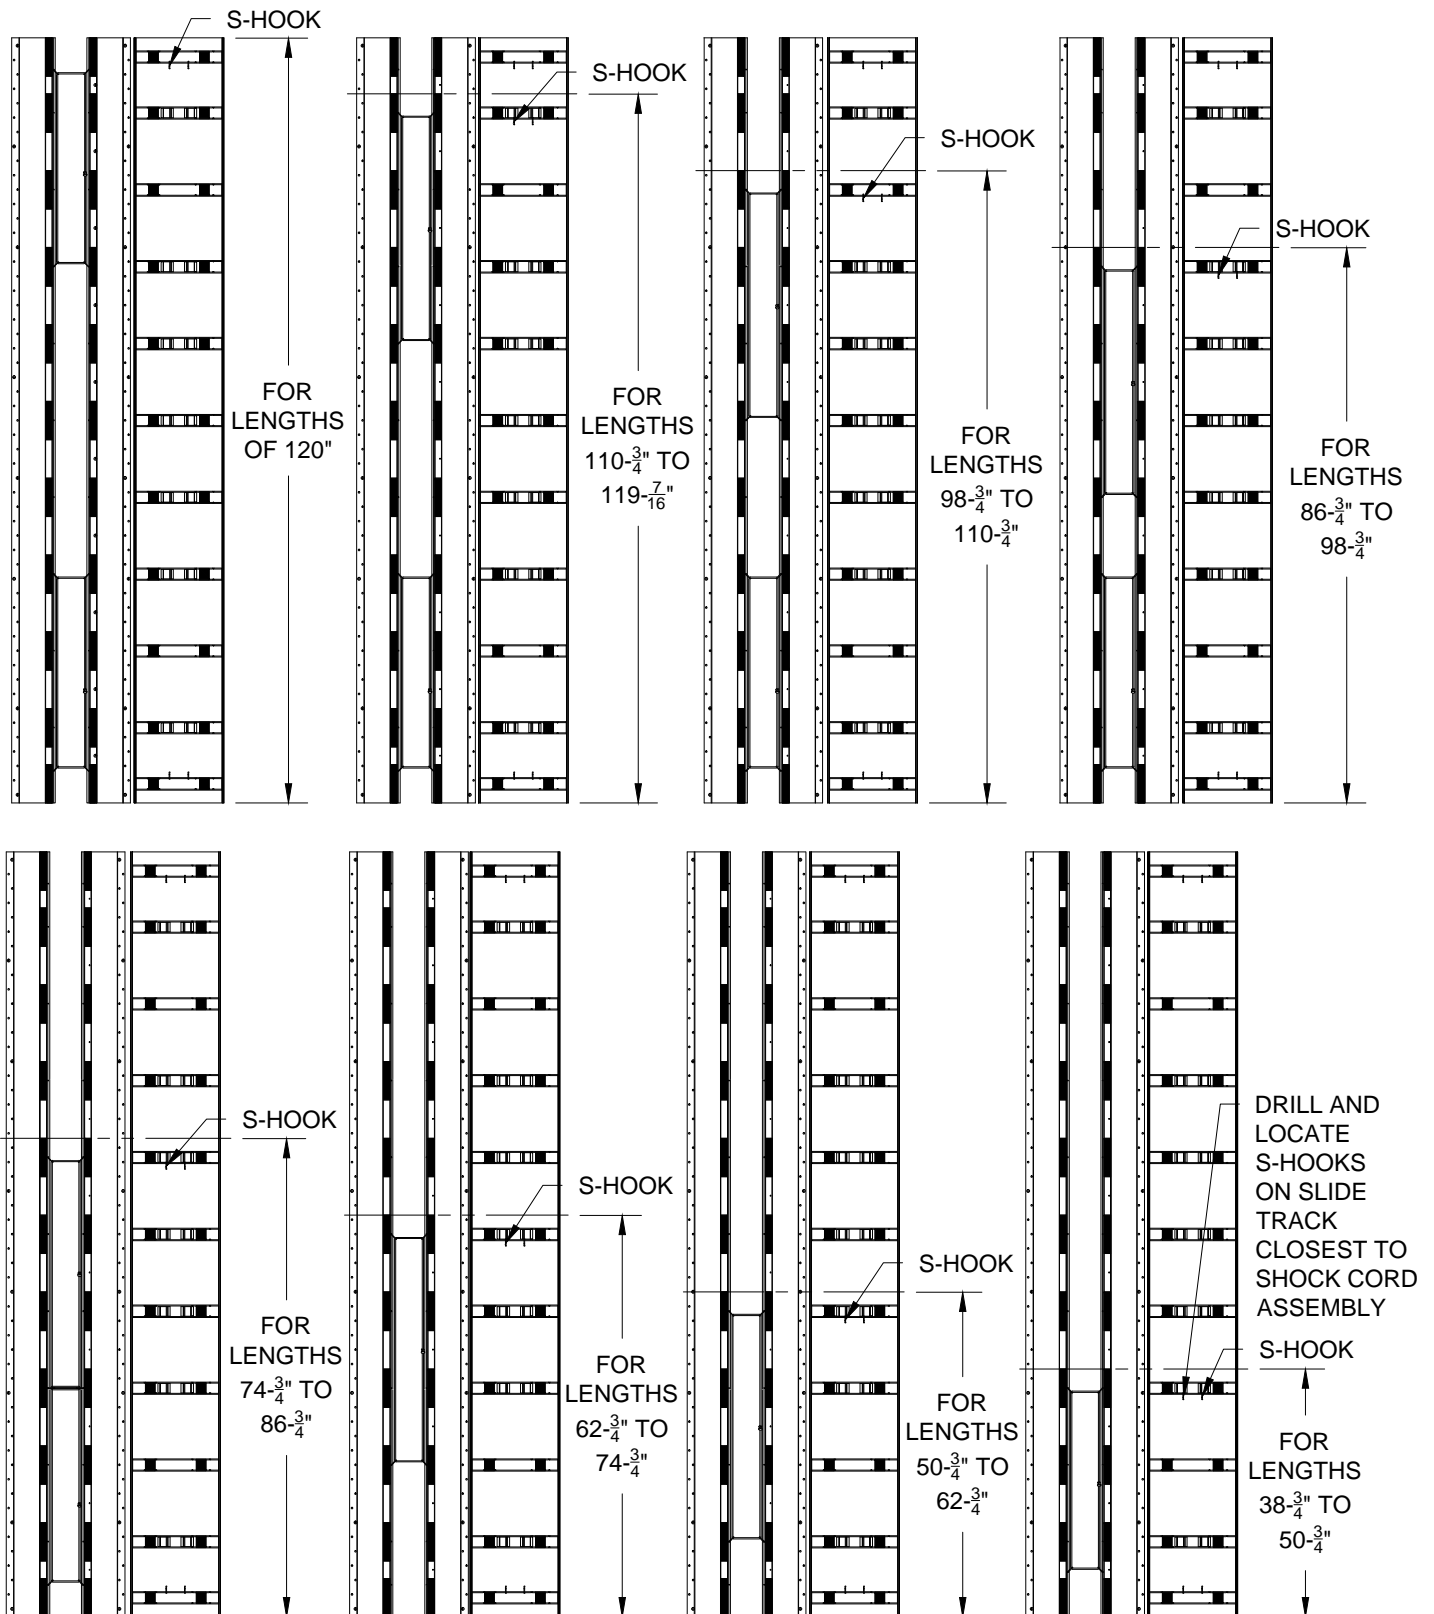 S-HOOK
FOR
LENGTHS
OF 120"
S-HOOK
FOR
LENGTHS
110-3/4" TO
119-7/16"
S-HOOK
FOR
LENGTHS
98-3/4" TO
110-3/4"
S-HOOK
FOR
LENGTHS
86-3/4" TO
98-3/4"
S-HOOK
FOR
LENGTHS
74-3/4" TO
86-3/4"
S-HOOK
FOR
LENGTHS
62-3/4" TO
74-3/4"
S-HOOK
FOR
LENGTHS
50-3/4" TO
62-3/4"
DRILL AND
LOCATE
S-HOOKS
ON SLIDE
TRACK
CLOSEST TO
SHOCK CORD
ASSEMBLY
S-HOOK
FOR
LENGTHS
38-3/4" TO
50-3/4"